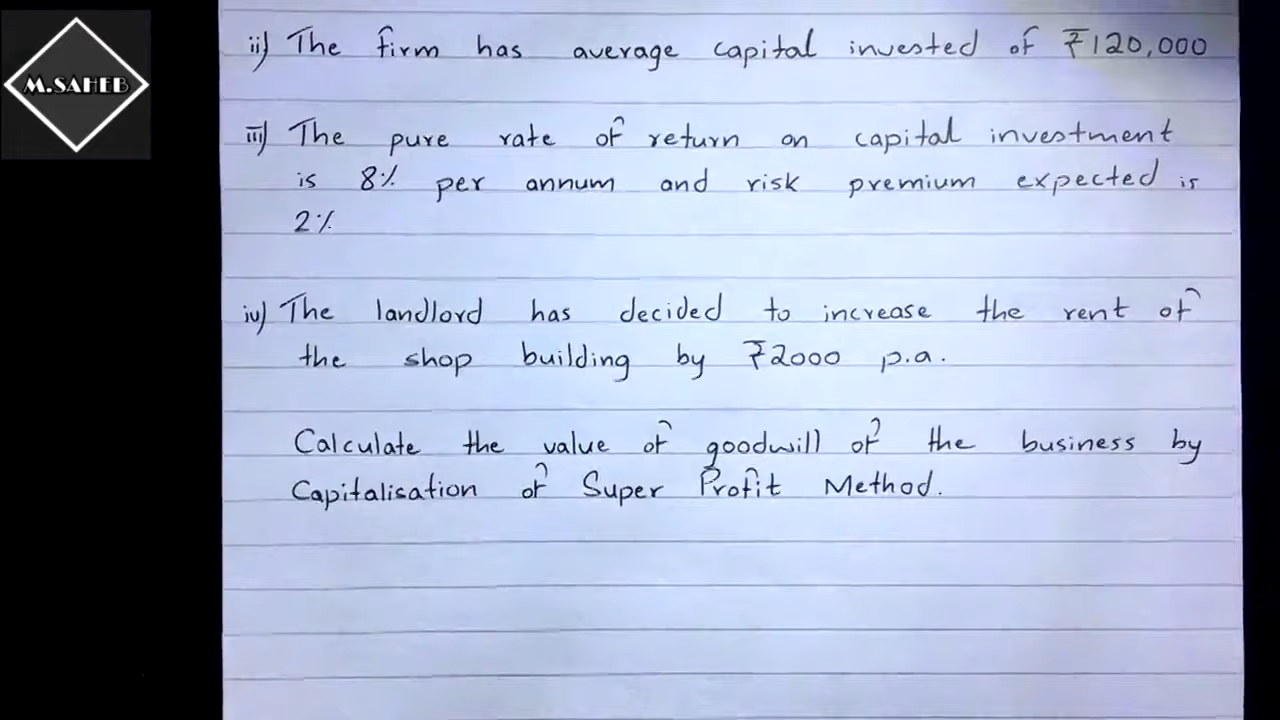 M.SAHEB
ii) The firm has average capital invested of ₹120,000
iii) The pure rate of return on capital investment
is 8% per annum and risk premium expected is
2%
iv) The landlord has decided to increase the rent of
the shop building by ₹2000 p.a.
Calculate the value of goodwill of the business by
Capitalisation of Super Profit Method.